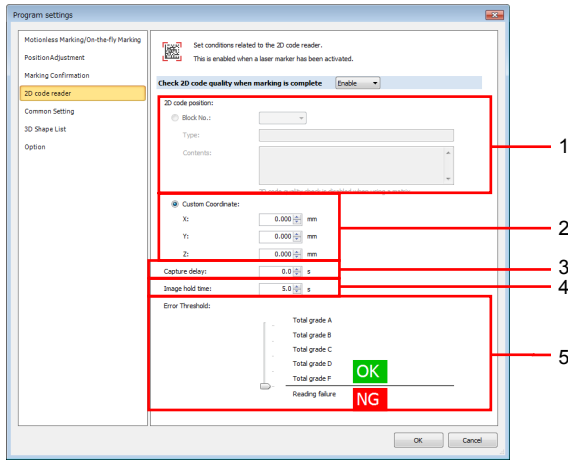 Program settings
Motionless Marking/On-the-fly Marking
PositionAdjustment
Marking Confirmation
2D code reader
Common Setting
3D Shape List
Option
Set conditions related to the 2D code reader.
This is enabled when a laser marker has been activated.
Check 2D code quality when marking is complete Enable
2D code position:
Block No.:
Type:
Contents:
1
Custom Coordinate:
X: 0.000 mm
Y: 0.000 mm
Z: 0.000 mm
2
Capture delay: 0.0 s
3
Image hold time: 5.0 s
4
Error Threshold:
Total grade A
Total grade B
Total grade C
Total grade D
Total grade F
OK
Reading failure
NG
5
OK Cancel